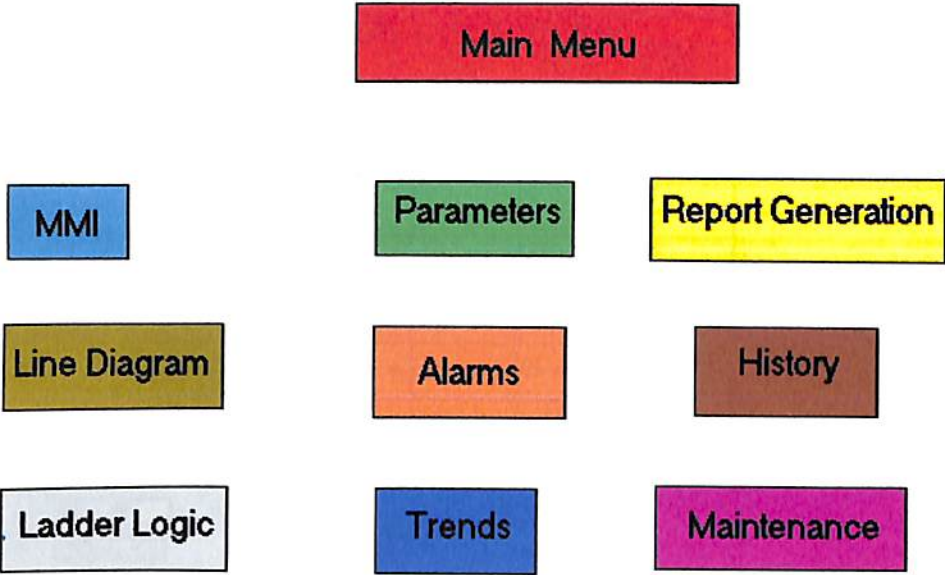 Main Menu
MMI
Parameters
Report Generation
Line Diagram
Alarms
History
Ladder Logic
Trends
Maintenance